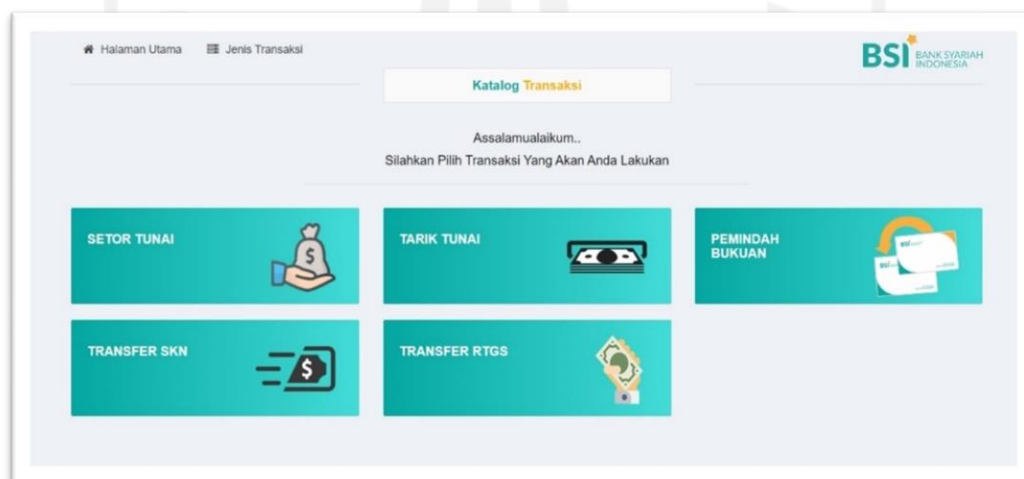 Halaman Utama
Jenis Transaksi
BSI BANK SYARIAH
INDONESIA
Katalog Transaksi
Assalamualaikum..
Silahkan Pilih Transaksi Yang Akan Anda Lakukan
SETOR TUNAI
TARIK TUNAI
PEMINDAH
BUKUAN
TRANSFER SKN
TRANSFER RTGS